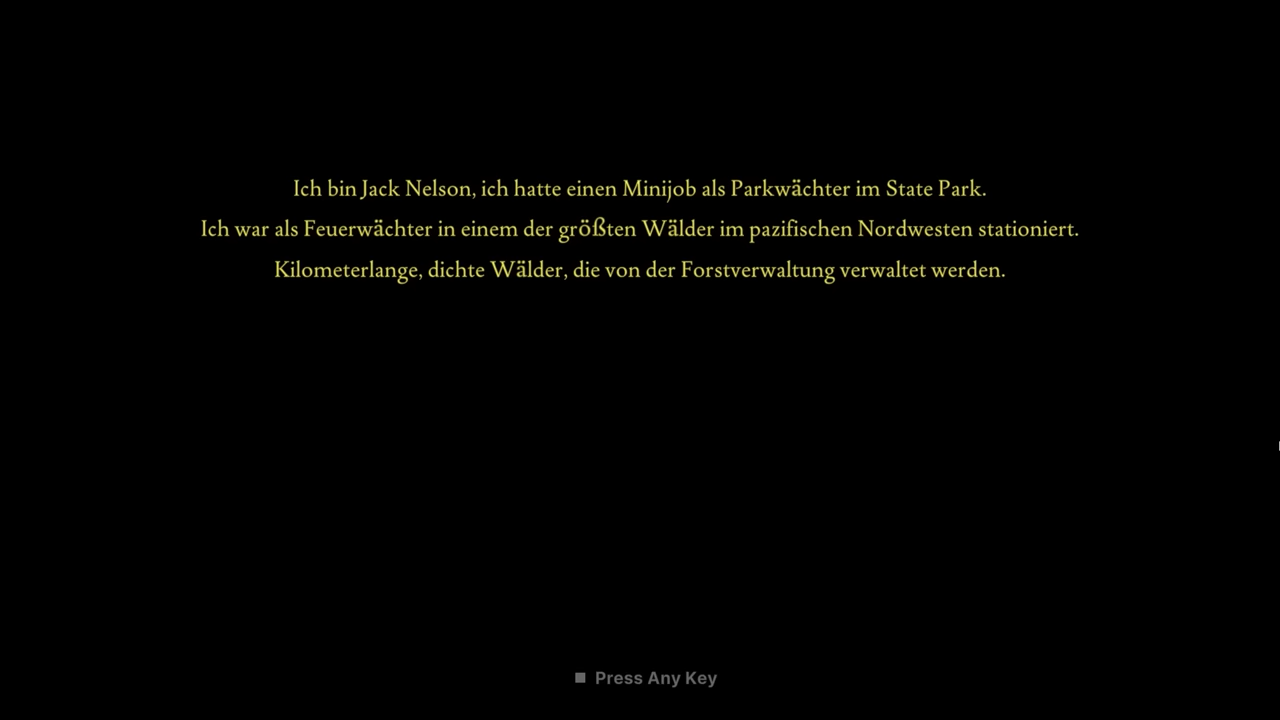 Ich bin Jack Nelson, ich hatte einen Minijob als Parkwächter im State Park.
Ich war als Feuerwächter in einem der größten Wälder im pazifischen Nordwesten stationiert.
Kilometerlange, dichte Wälder, die von der Forstverwaltung verwaltet werden.
Press Any Key